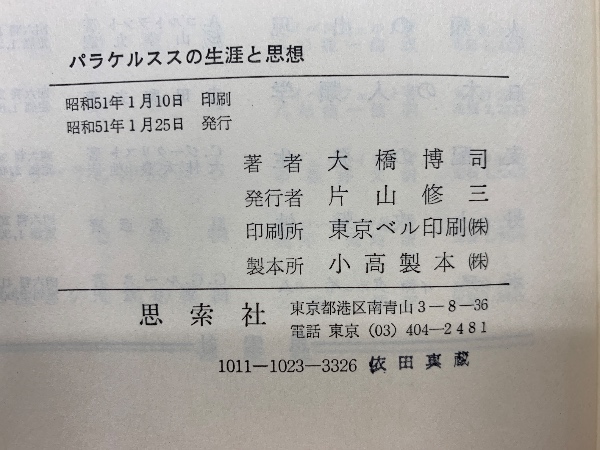 パラケルススの生涯と思想
昭和51年1月10日 印刷
昭和51年1月25日 発行
著者 大橋博司
発行者 片山修三
印刷所 東京ベル印刷㈱
製本所 小高製本㈱
思索社 東京都港区南青山3-8-36
電話 東京(03)404-2481
1011-1023-3326 依田真蔵